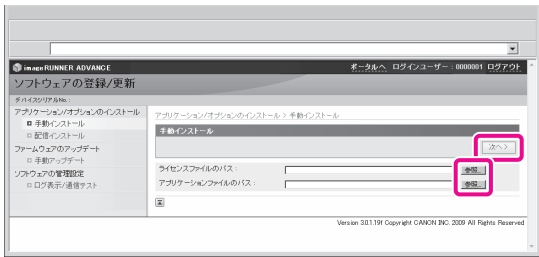 imageRUNNER ADVANCE
ポータルへ ログインユーザー : 0000001 ログアウト
ソフトウェアの登録/更新
デバイスシリアルNo. :
アプリケーション/オプションのインストール
手動インストール
配信インストール
ファームウェアのアップデート
手動アップデート
ソフトウェアの管理設定
ログ表示/通信テスト
アプリケーション/オプションのインストール > 手動インストール
手動インストール
次へ >
ライセンスファイルのパス :
参照...
アプリケーションファイルのパス :
参照...
Version 3.0.1.19f Copyright CANON INC. 2009 All Rights Reserved